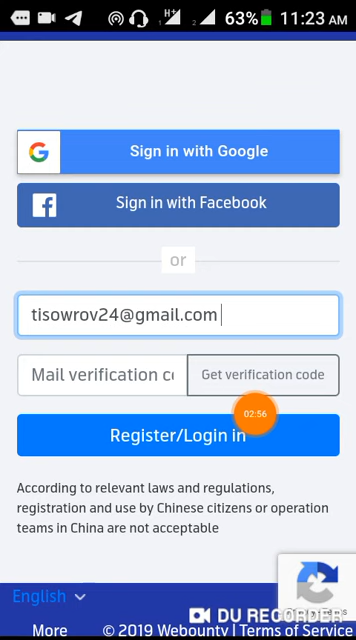 H+
1
2
63%
11:23 AM
Sign in with Google
Sign in with Facebook
or
tisowrov24@gmail.com
Mail verification c
Get verification code
02:56
Register/Login in
According to relevant laws and regulations,
registration and use by Chinese citizens or operation
teams in China are not acceptable
English
DU RECORDER
More
© 2019 Webounty | Terms of Service